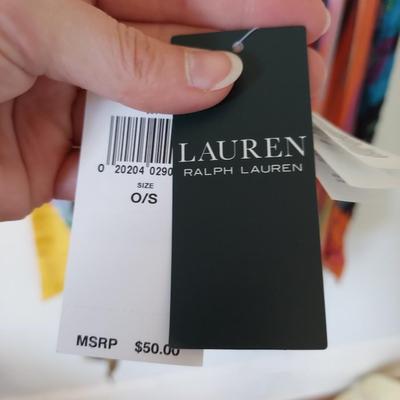 0 20204 0290
SIZE
O/S
MSRP $50.00
LAUREN
RALPH LAUREN